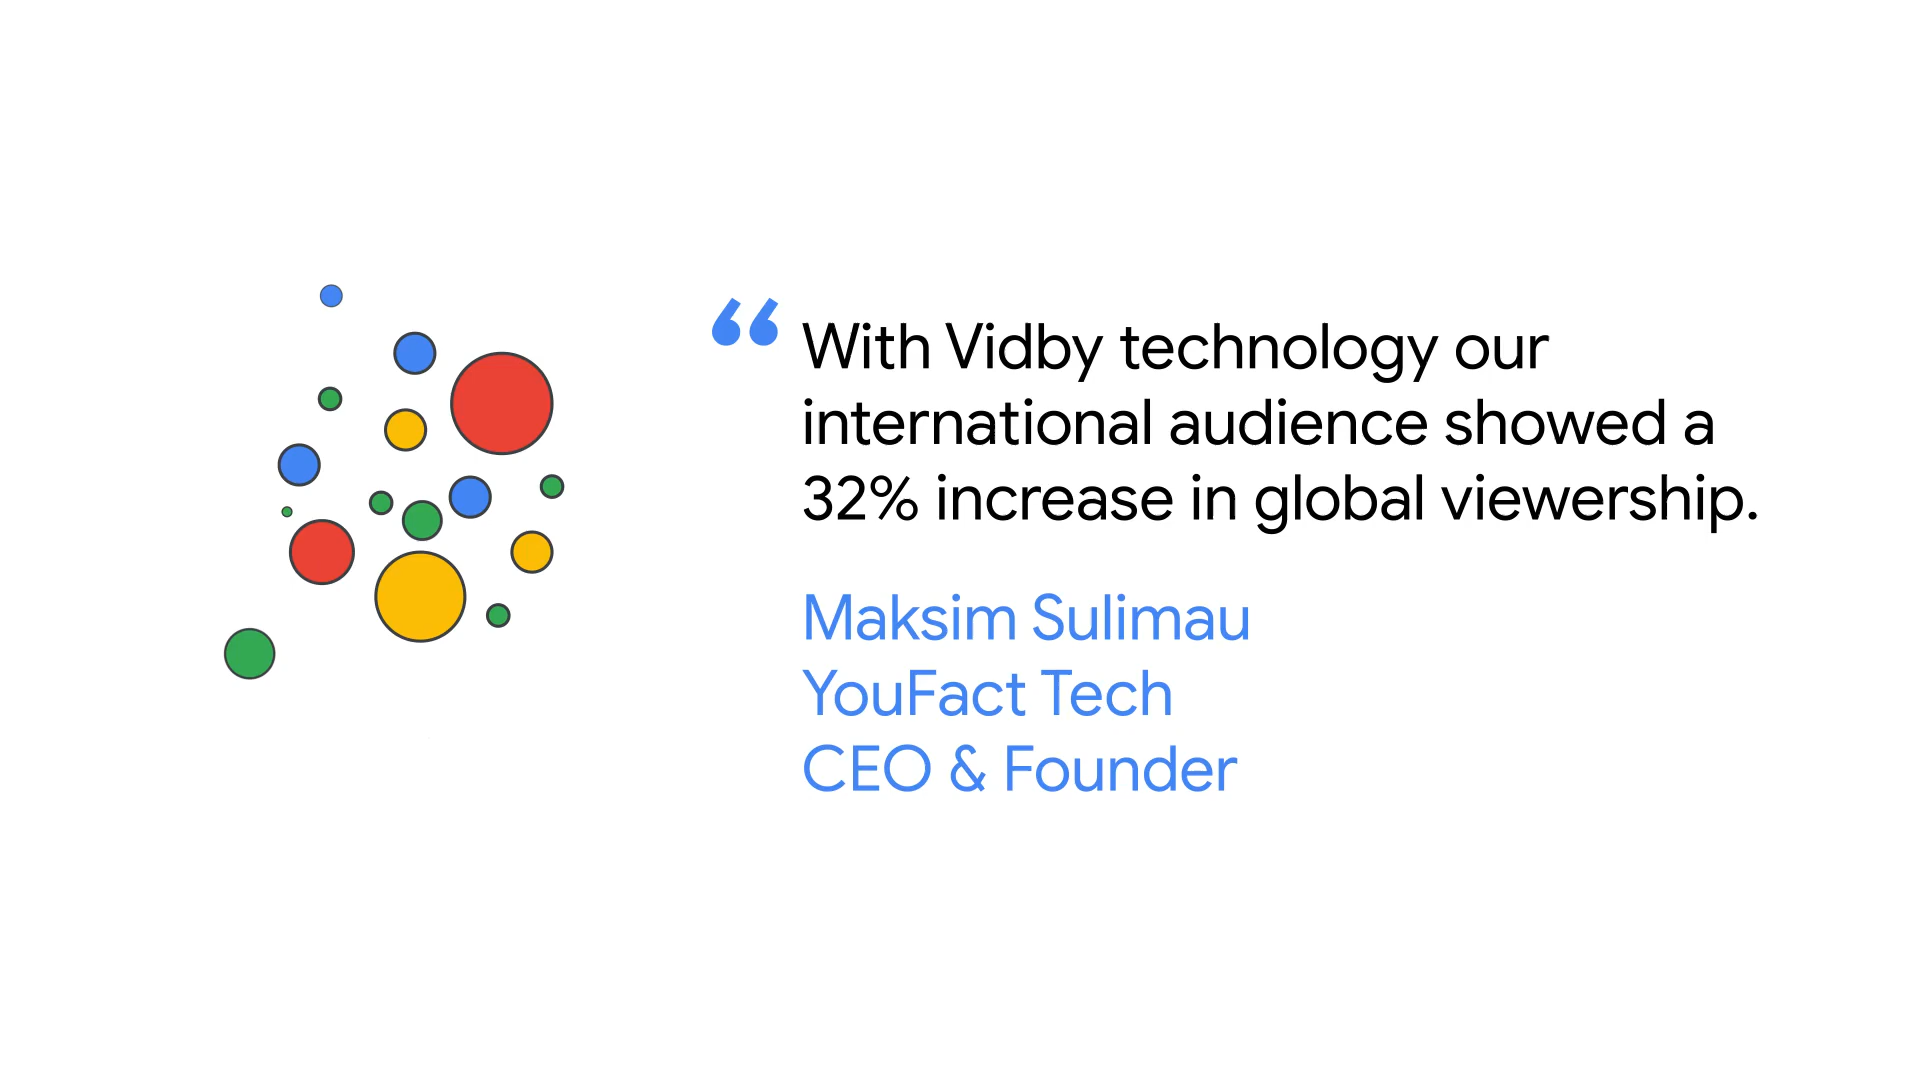 “ With Vidby technology our
international audience showed a
32% increase in global viewership.
Maksim Sulimau
YouFact Tech
CEO & Founder